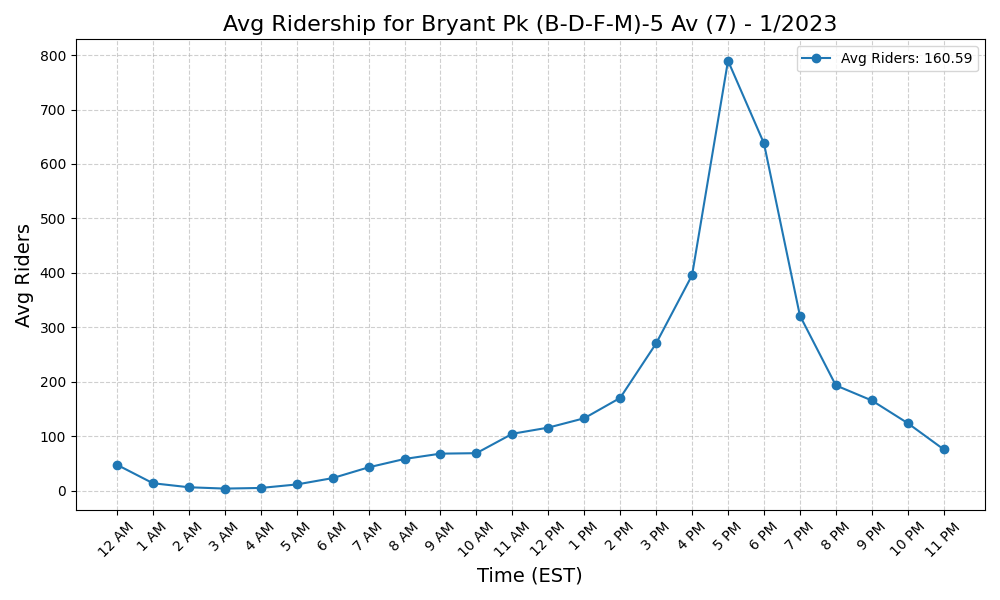 Avg Ridership for Bryant Pk (B-D-F-M)-5 Av (7) - 1/2023
Avg Riders: 160.59
Avg Riders
800
700
600
500
400
300
200
100
0
12 AM
1 AM
2 AM
3 AM
4 AM
5 AM
6 AM
7 AM
8 AM
9 AM
10 AM
11 AM
12 PM
1 PM
2 PM
3 PM
4 PM
5 PM
6 PM
7 PM
8 PM
9 PM
10 PM
11 PM
Time (EST)